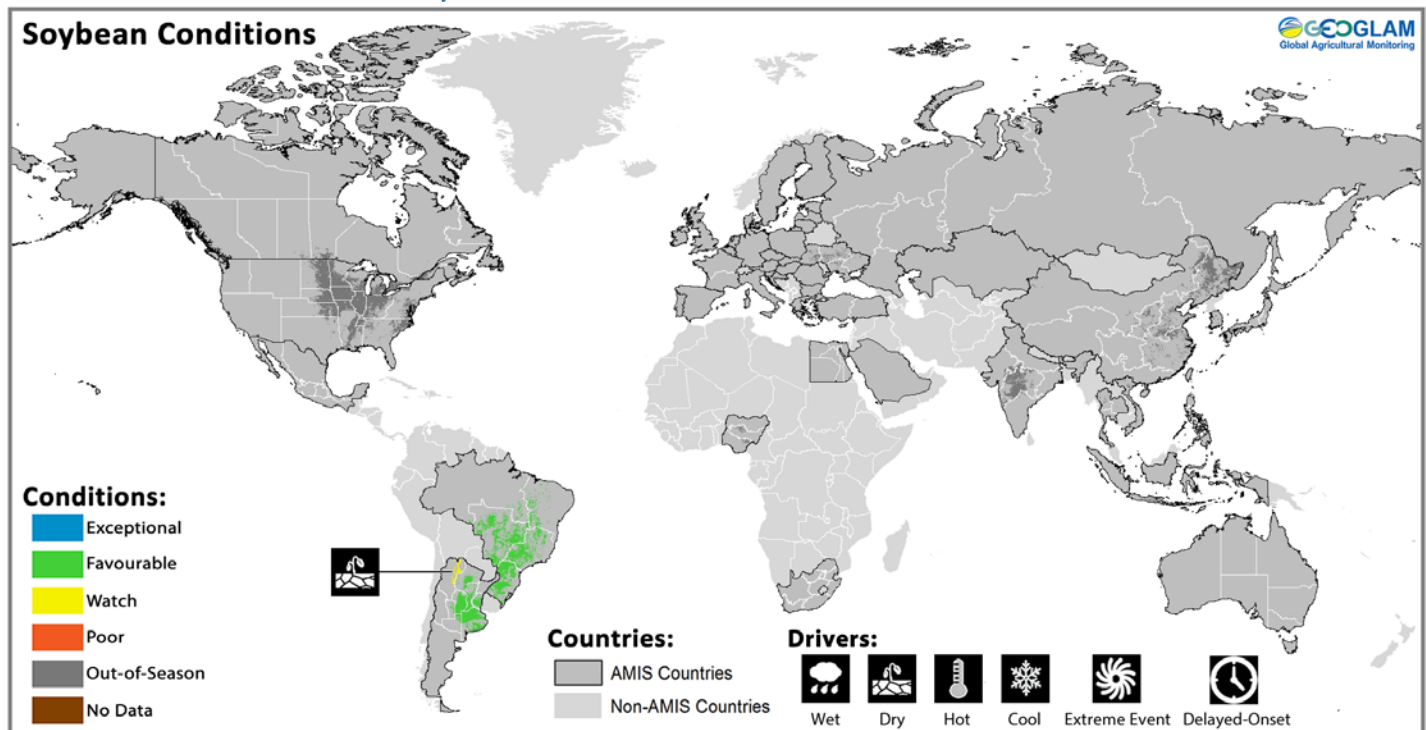 Soybean Conditions
GEOGLAM
Global Agricultural Monitoring
Conditions:
Exceptional
Favourable
Watch
Poor
Out-of-Season
No Data
Countries:
AMIS Countries
Non-AMIS Countries
Drivers:
Wet
Dry
Hot
Cool
Extreme Event
Delayed-Onset